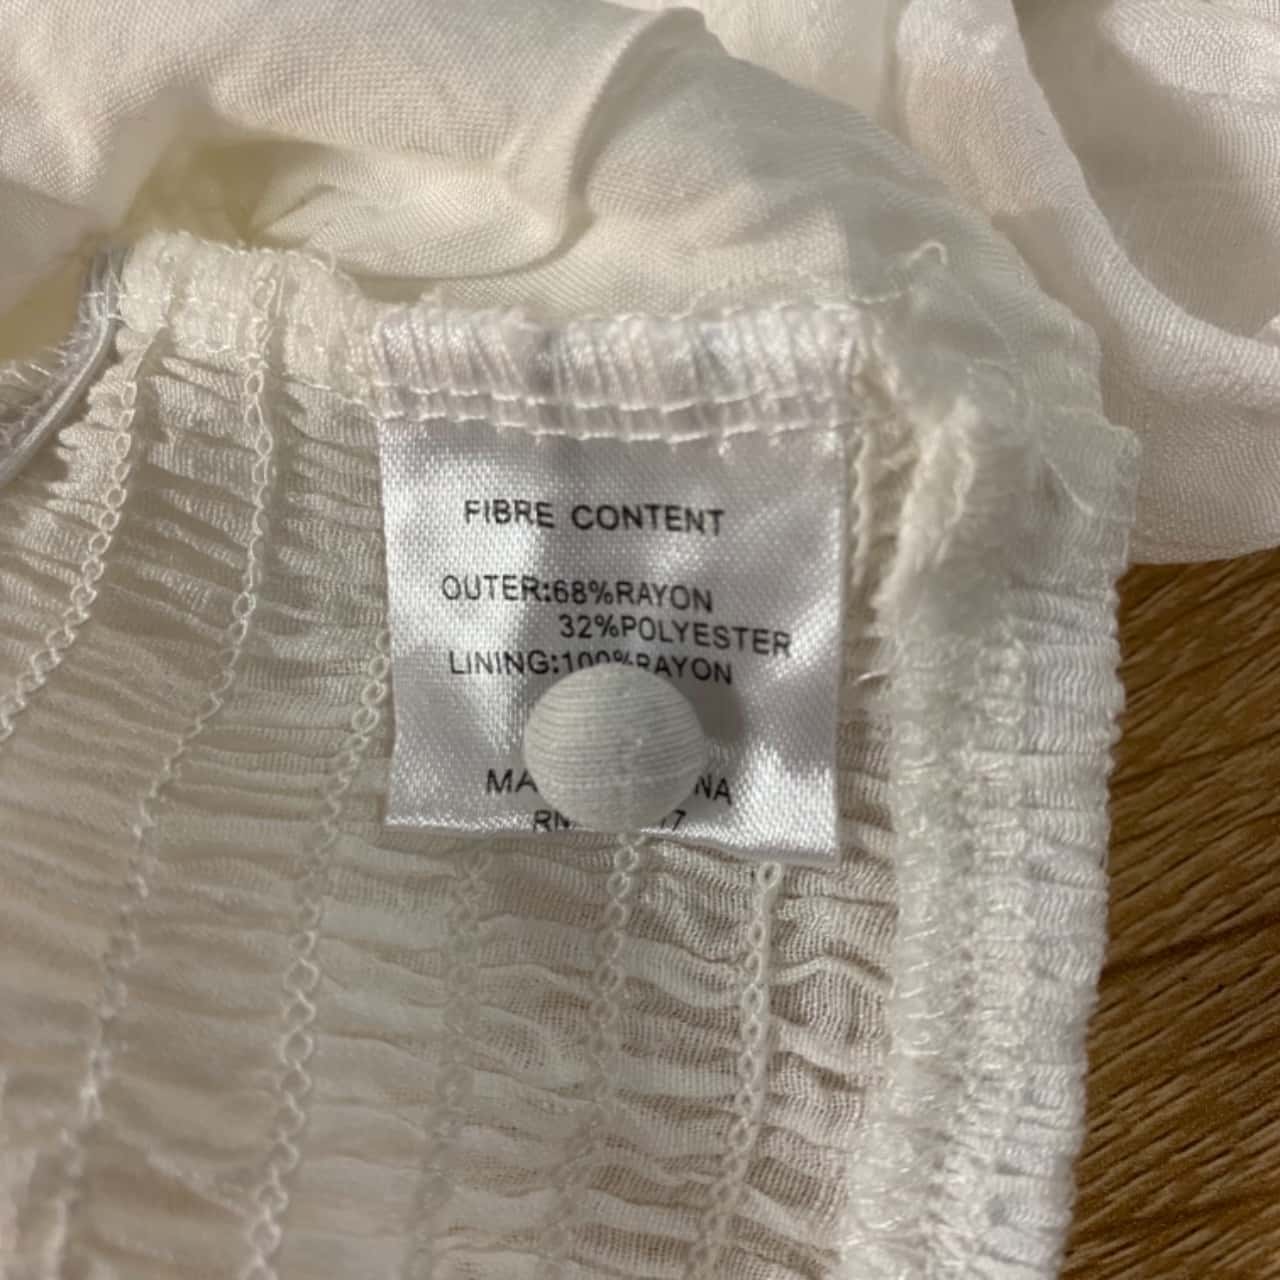 FIBRE CONTENT
OUTER:68%RAYON
32%POLYESTER
LINING:100%RAYON